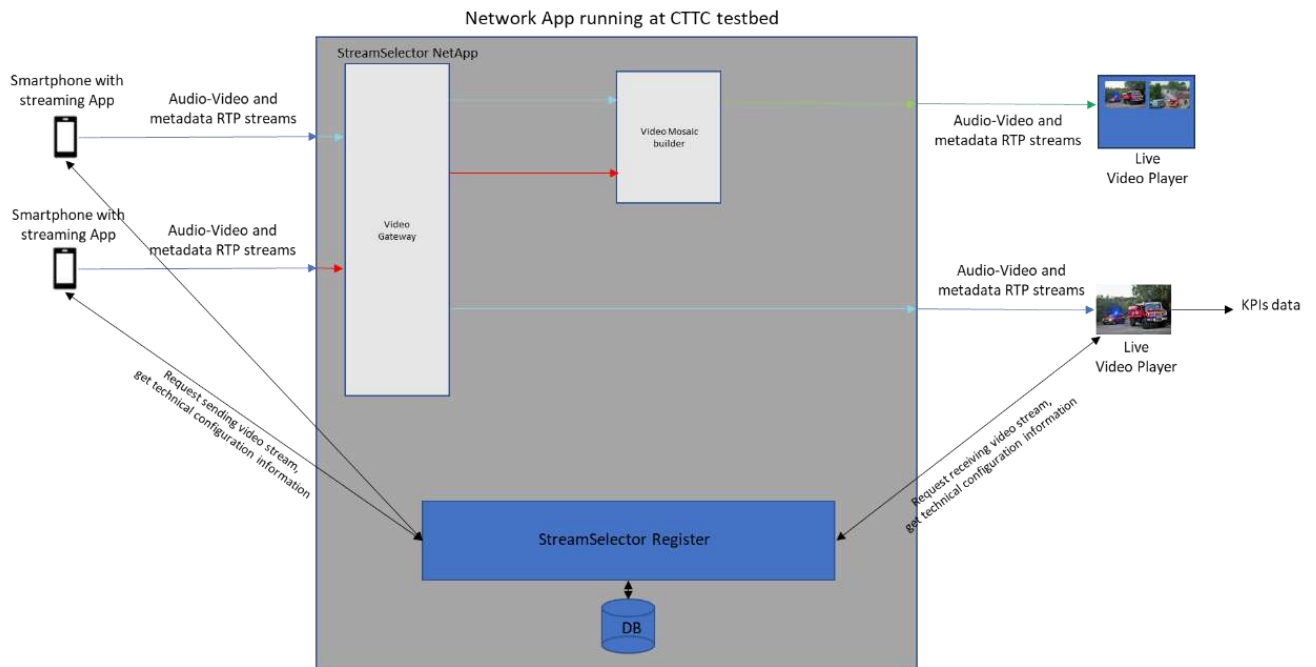 Network App running at CTTC testbed
StreamSelector NetApp
Smartphone with
streaming App
Audio-Video and
metadata RTP streams
Video Mosaic
builder
Audio-Video and
metadata RTP streams
Live
Video Player
Smartphone with
streaming App
Audio-Video and
metadata RTP streams
Video
Gateway
Audio-Video and
metadata RTP streams
KPIs data
Live
Video Player
Request sending video stream,
get technical configuration information
Request receiving video stream,
get technical configuration information
StreamSelector Register
DB